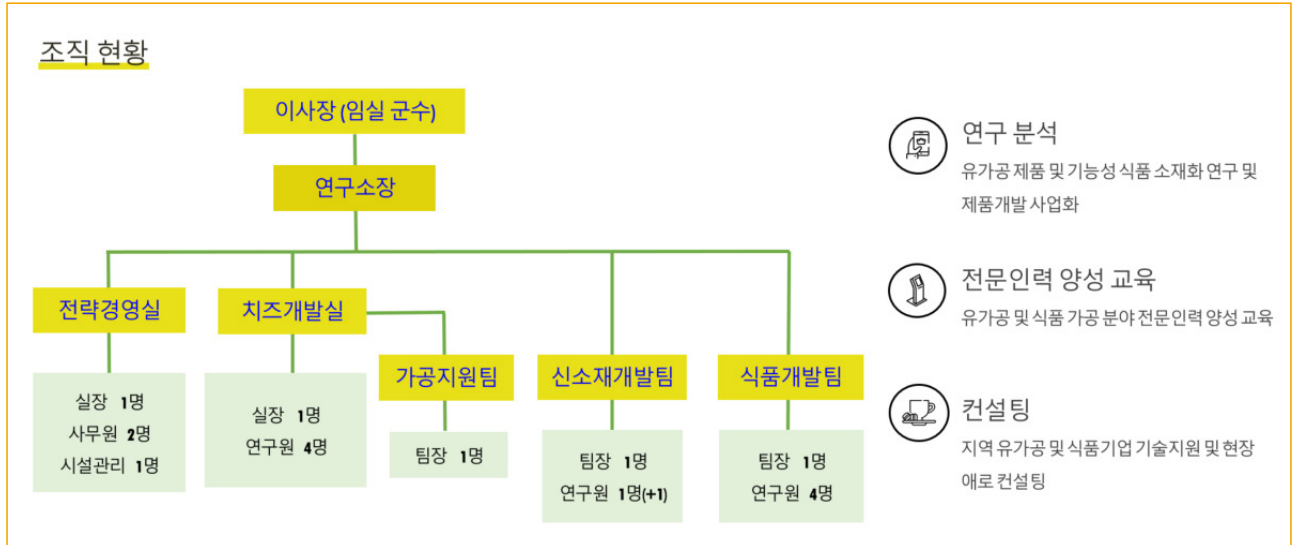 조직 현황
이사장 (임실 군수)
연구소장
전략경영실
실장 1명
사무원 2명
시설관리 1명
치즈개발실
실장 1명
연구원 4명
가공지원팀
팀장 1명
신소재개발팀
팀장 1명
연구원 1명(+1)
식품개발팀
팀장 1명
연구원 4명
연구 분석
유가공 제품 및 기능성 식품 소재화 연구 및
제품개발 사업화
전문인력 양성 교육
유가공 및 식품 가공 분야 전문인력 양성 교육
컨설팅
지역 유가공 및 식품기업 기술지원 및 현장
애로 컨설팅